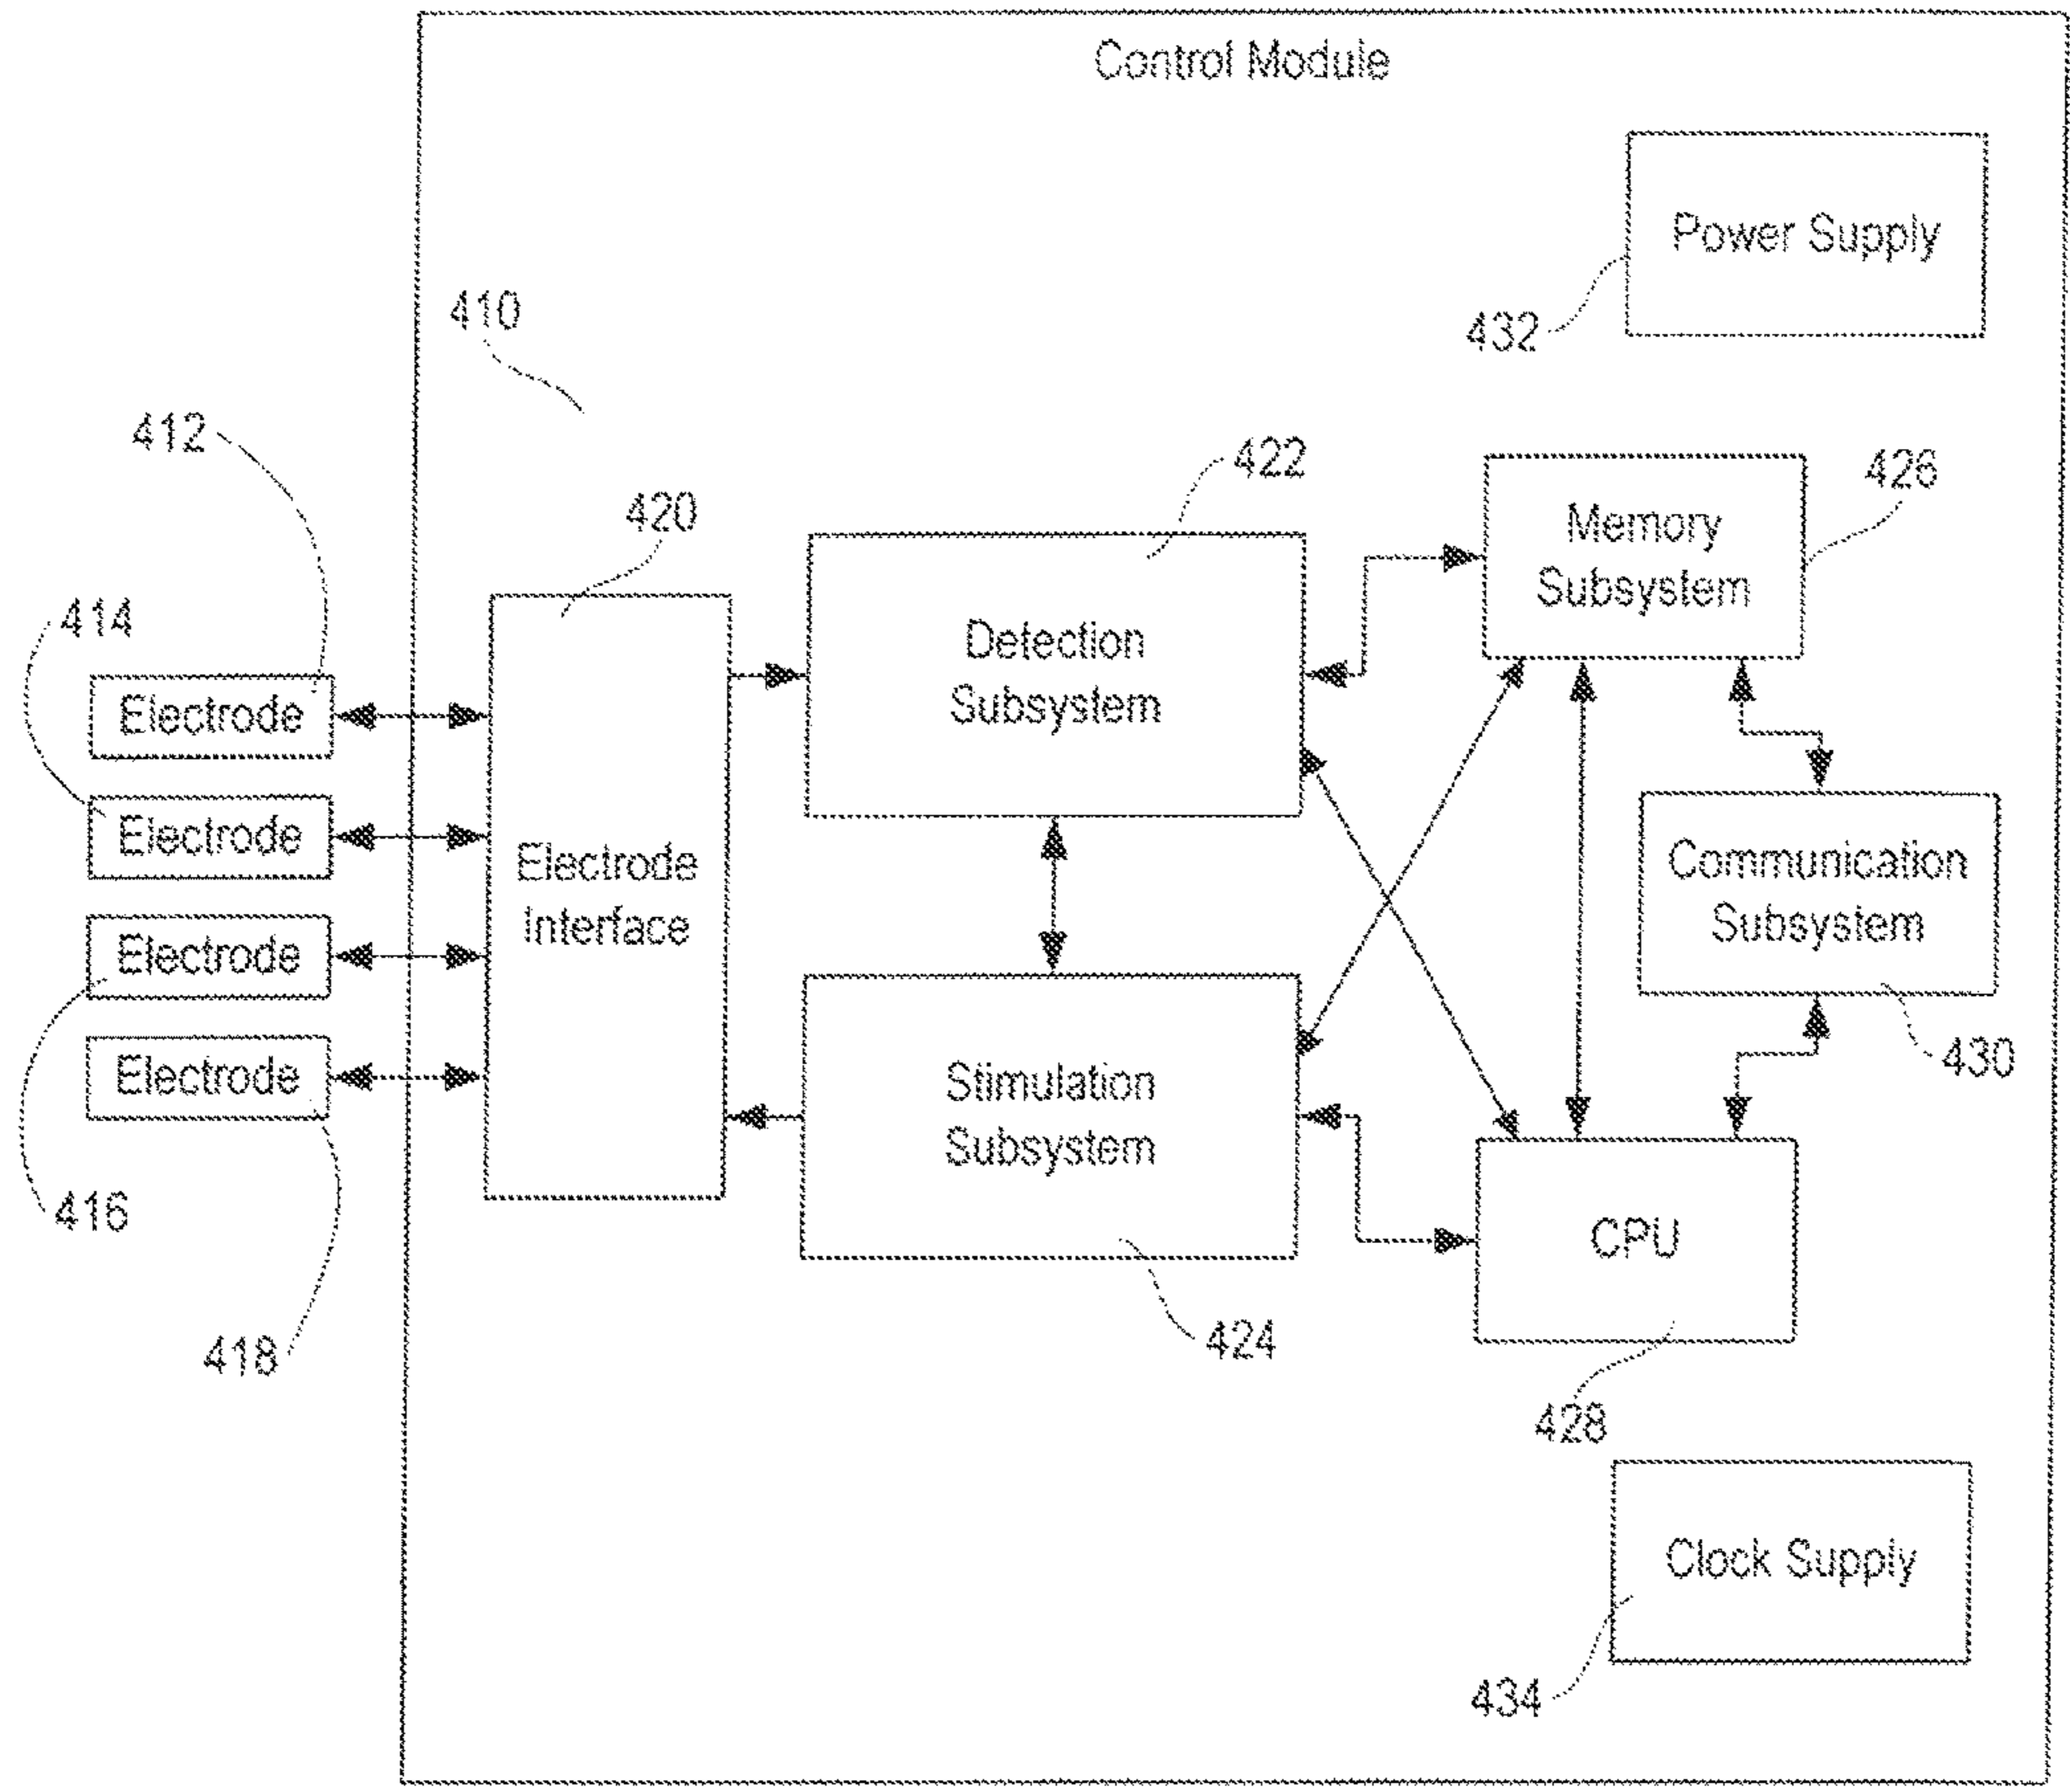 Control Module
Power Supply
432
410
412
422
426
420
Memory
Subsystem
414
Detection
Subsystem
Electrode
Electrode
Electrode
Interface
Communication
Subsystem
Electrode
430
Electrode
Stimulation
Subsystem
416
CPU
418
424
428
Clock Supply
434